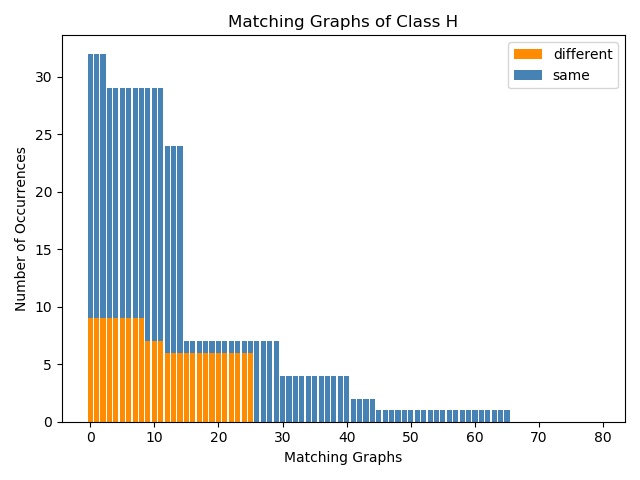 Matching Graphs of Class H
different
same
Number of Occurrences
30
25
20
15
10
5
0
0 10 20 30 40 50 60 70 80
Matching Graphs